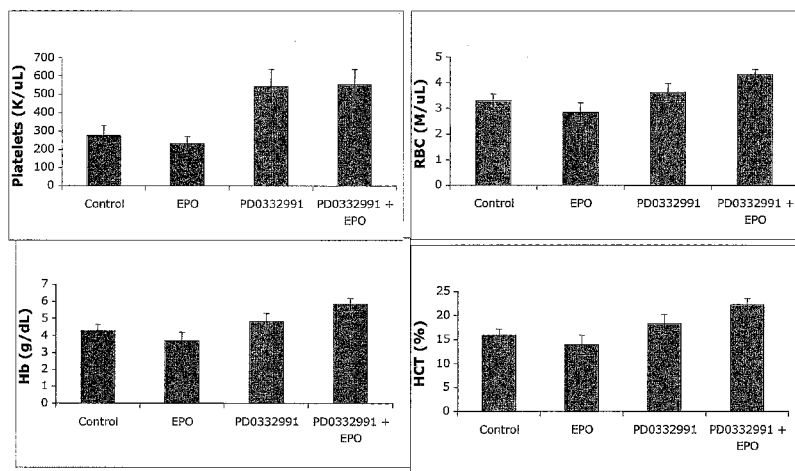 Platelets (K/uL)
700
600
500
400
300
200
100
0
Control
EPO
PD0332991
PD0332991 +
EPO
RBC (M/uL)
5
4
3
2
1
0
Control
EPO
PD0332991
PD0332991 +
EPO
Hb (g/dL)
7
6
5
4
3
2
1
0
Control
EPO
PD0332991
PD0332991 +
EPO
HCT (%)
25
20
15
10
5
0
Control
EPO
PD0332991
PD0332991 +
EPO